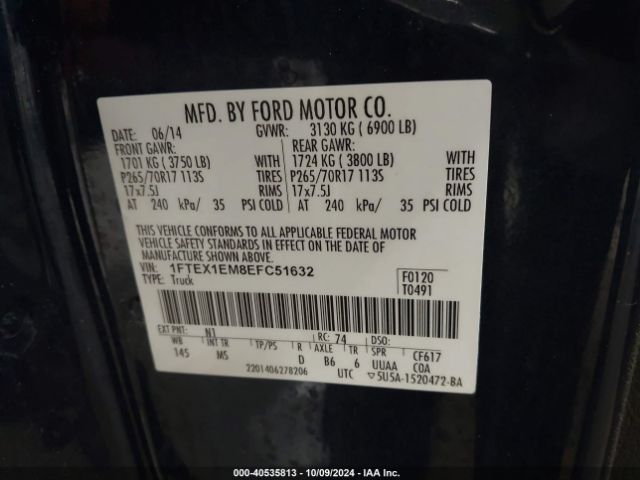 MFD. BY FORD MOTOR CO.
DATE: 06/14 GVWR: 3130 KG ( 6900 LB)
FRONT GAWR: REAR GAWR:
1701 KG ( 3750 LB) WITH 1724 KG ( 3800 LB) WITH
P265/70R17 113S TIRES P265/70R17 113S TIRES
17x7.5J RIMS 17x7.5J RIMS
AT 240 kPa/ 35 PSI COLD AT 240 kPa/ 35 PSI COLD
THIS VEHICLE CONFORMS TO ALL APPLICABLE FEDERAL MOTOR
VEHICLE SAFETY STANDARDS IN EFFECT ON THE DATE OF
MANUFACTURE SHOWN ABOVE.
VIN: 1FTEX1EM8EFC51632 F0120
TYPE: Truck T0491
EXT PNT: N1 RC: 74 DSO:
WB INT TR TP/PS R AXLE TR SPR CF617
145 MS D B6 6 UUAA COA
2201406278206 UTC 5U5A-1520472-BA
000-40535813 - 10/09/2024 - IAA Inc.